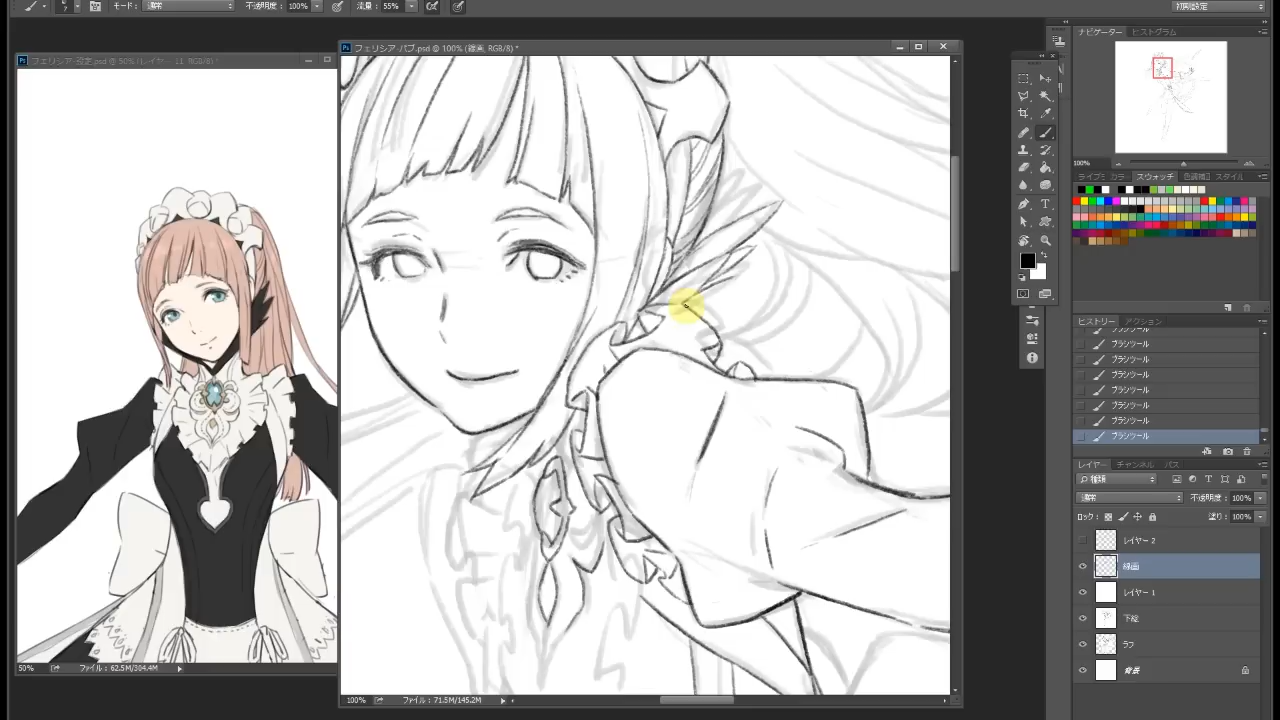 モード: 通常 不透明度: 100% 流量: 55% 初期設定
フェリシア-設定.psd @ 50% (レイヤー 11, RGB/8) *
フェリシア-パブ.psd @ 100% (線画, RGB/8) *
ナビゲーター ヒストグラム
100%
カラー スウォッチ 色調補正 スタイル
ヒストリー アクション
ブラシツール
ブラシツール
ブラシツール
ブラシツール
ブラシツール
ブラシツール
ブラシツール
ブラシツール
レイヤー チャンネル パス
種類
通常 不透明度: 100%
ロック: 塗り: 100%
レイヤー 2
線画
レイヤー 1
下絵
ラフ
背景
50% ファイル : 62.5M/304.4M
100% ファイル : 71.5M/145.2M